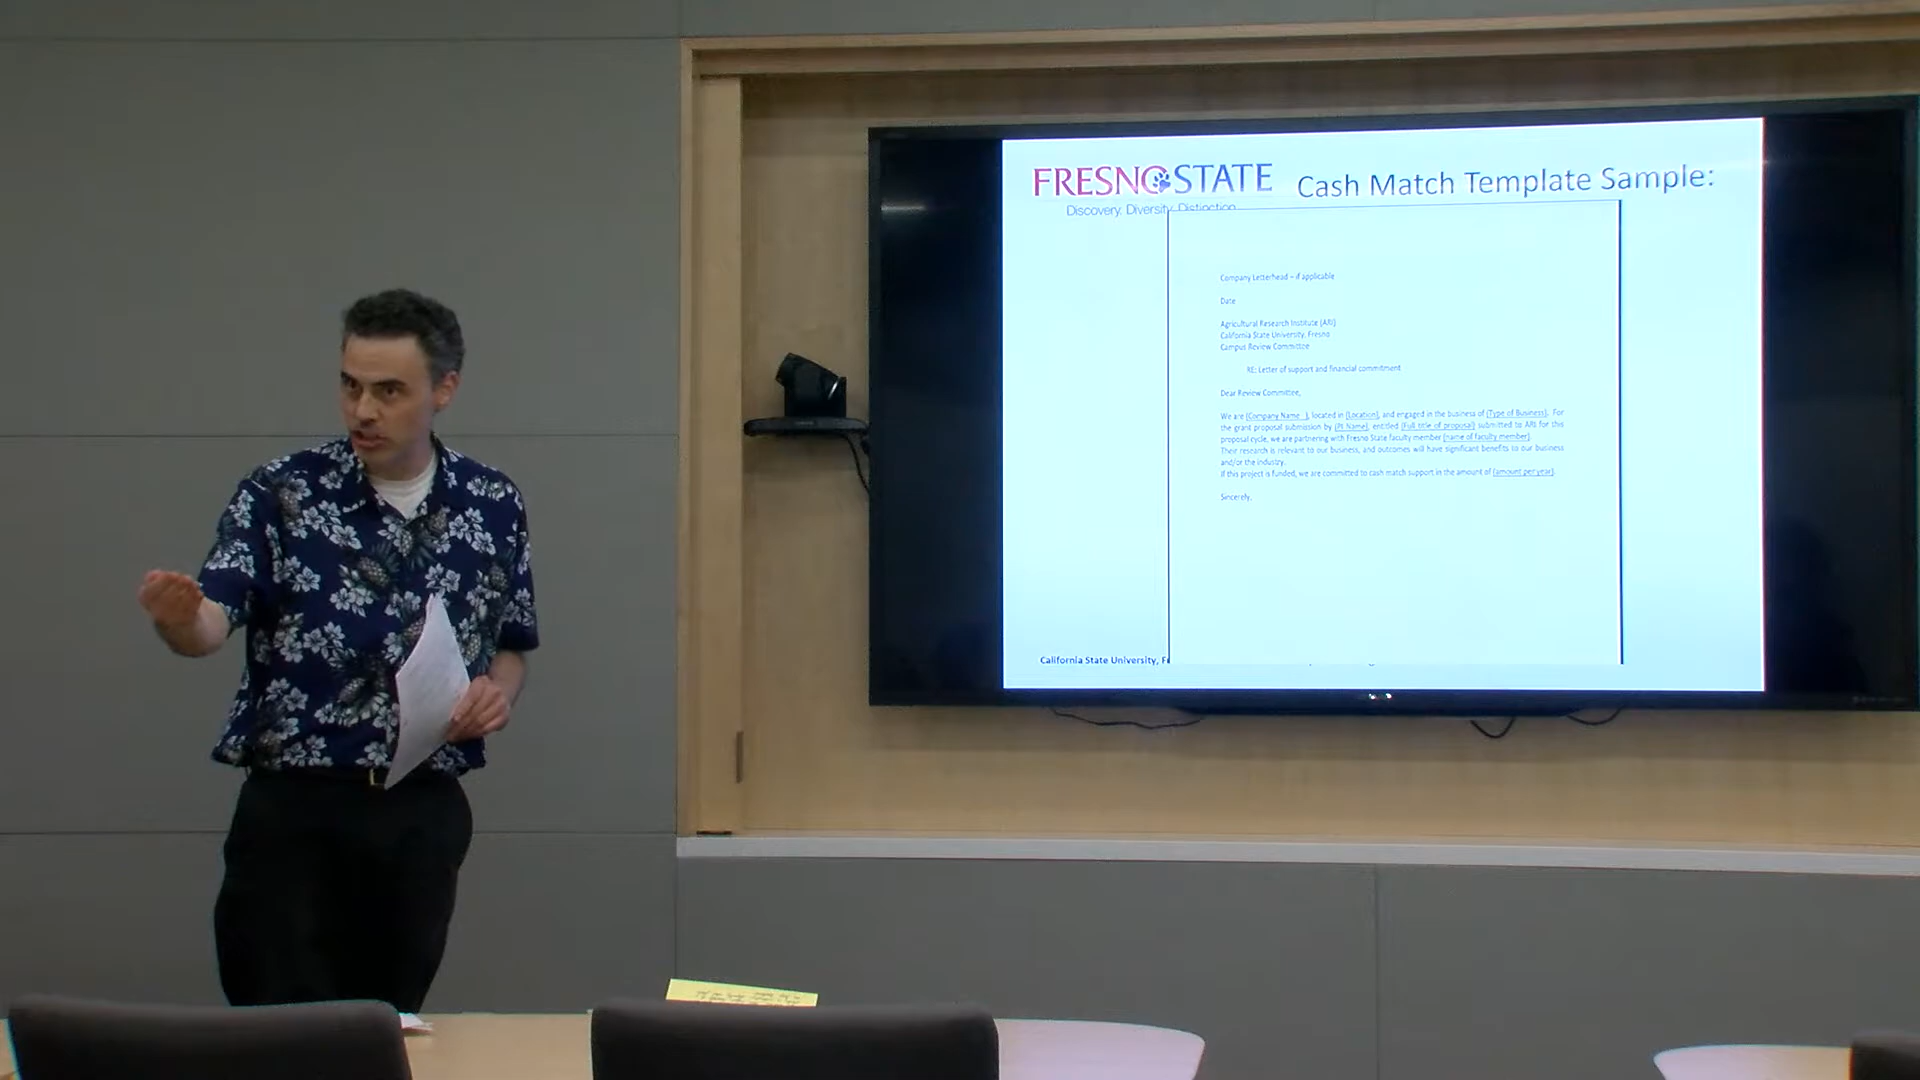 FRESNO STATE
Cash Match Template Sample:
Discovery. Diversity. Distinction.
Company Letterhead – if applicable
Date
Agricultural Research Institute (ARI)
California State University, Fresno
Campus Review Committee
RE: Letter of support and financial commitment
Dear Review Committee,
We are [Company Name ], located in [Location], and engaged in the business of [Type of Business]. For
the grant proposal submission by [PI Name], entitled [Full title of proposal] submitted to ARI for this
proposal cycle, we are partnering with Fresno State faculty member [name of faculty member].
Their research is relevant to our business, and outcomes will have significant benefits to our business
and/or the industry.
If this project is funded, we are committed to cash match support in the amount of [amount per year].
Sincerely,
California State University, F